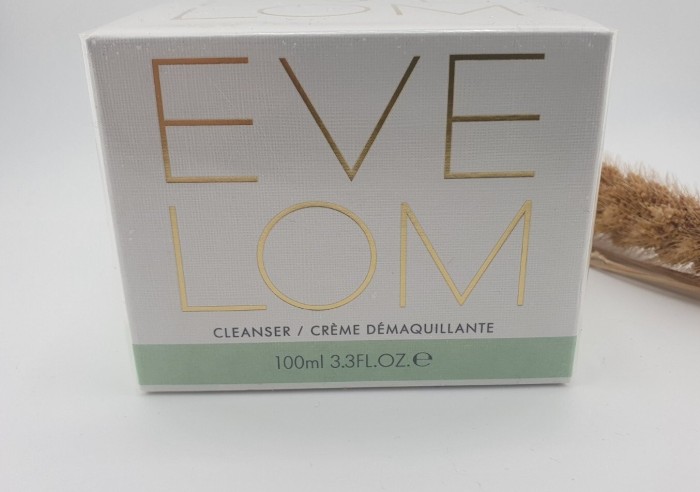 EVE
LOM
CLEANSER / CRÈME DÉMAQUILLANTE
100ml 3.3FL.OZ.℮